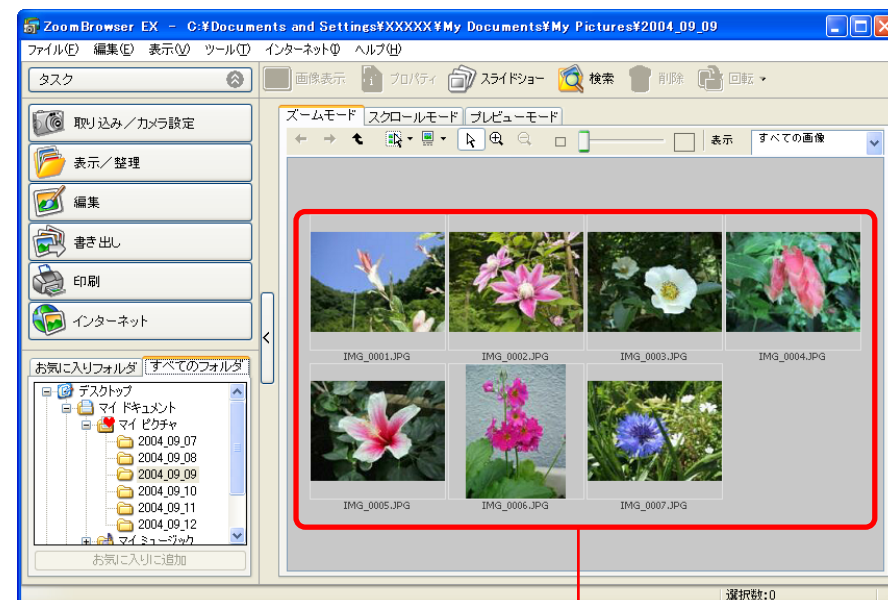 ZoomBrowser EX - C:¥Documents and Settings¥XXXXX¥My Documents¥My Pictures¥2004_09_09
ファイル(F) 編集(E) 表示(V) ツール(T) インターネット(I) ヘルプ(H)
タスク
画像表示 プロパティ スライドショー 検索 削除 回転
取り込み／カメラ設定
表示／整理
編集
書き出し
印刷
インターネット
お気に入りフォルダ すべてのフォルダ
デスクトップ
マイ ドキュメント
マイ ピクチャ
2004_09_07
2004_09_08
2004_09_09
2004_09_10
2004_09_11
2004_09_12
マイ ミュージック
お気に入りに追加
ズームモード スクロールモード プレビューモード
表示 すべての画像
IMG_0001.JPG IMG_0002.JPG IMG_0003.JPG IMG_0004.JPG
IMG_0005.JPG IMG_0006.JPG IMG_0007.JPG
選択数:0